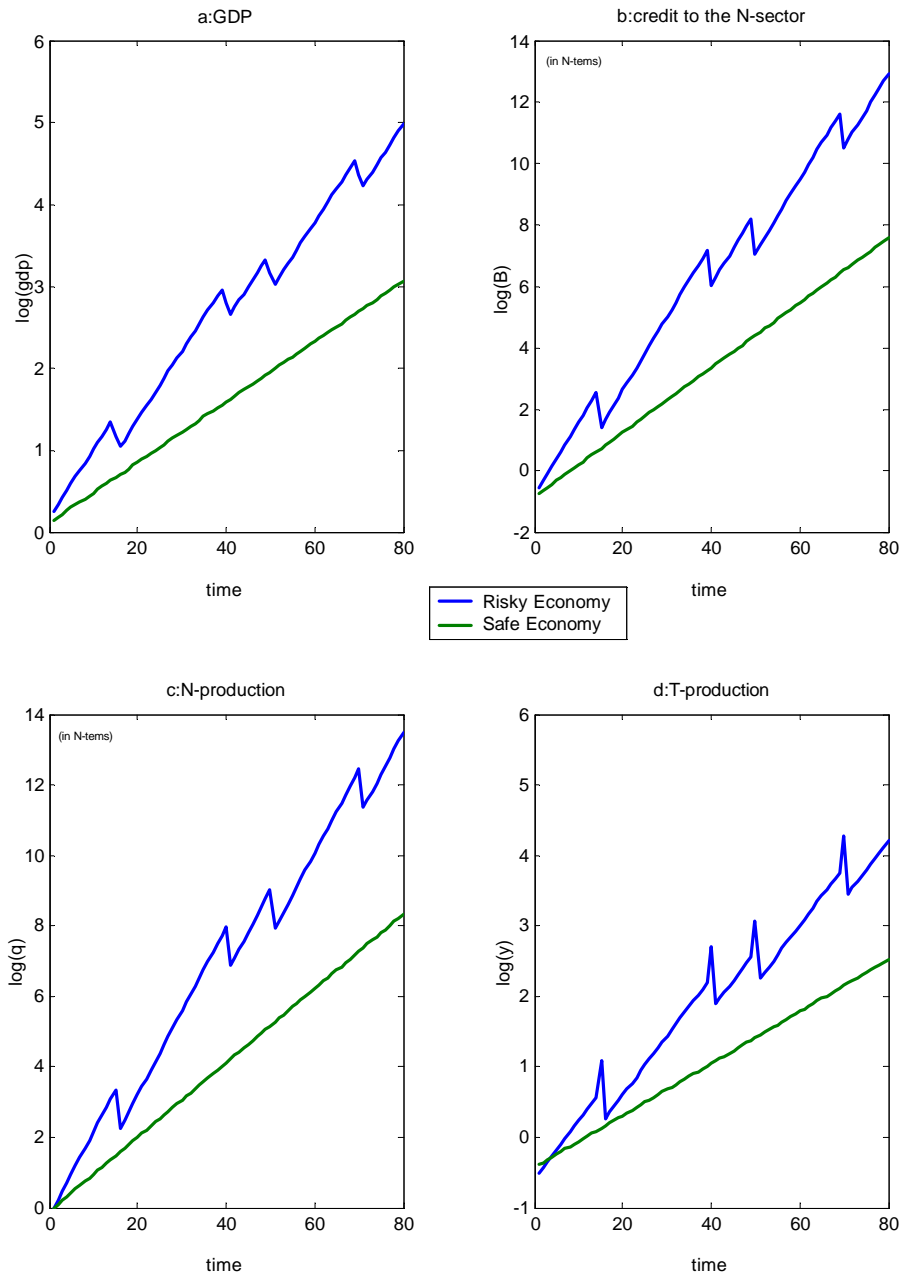 a:GDP
6
5
4
3
2
1
0
log(gdp)
0 20 40 60 80
time
b:credit to the N-sector
(in N-tems)
14
12
10
8
6
4
2
0
-2
log(B)
0 20 40 60 80
time
Risky Economy
Safe Economy
c:N-production
(in N-tems)
14
12
10
8
6
4
2
0
log(q)
0 20 40 60 80
time
d:T-production
6
5
4
3
2
1
0
-1
log(y)
0 20 40 60 80
time